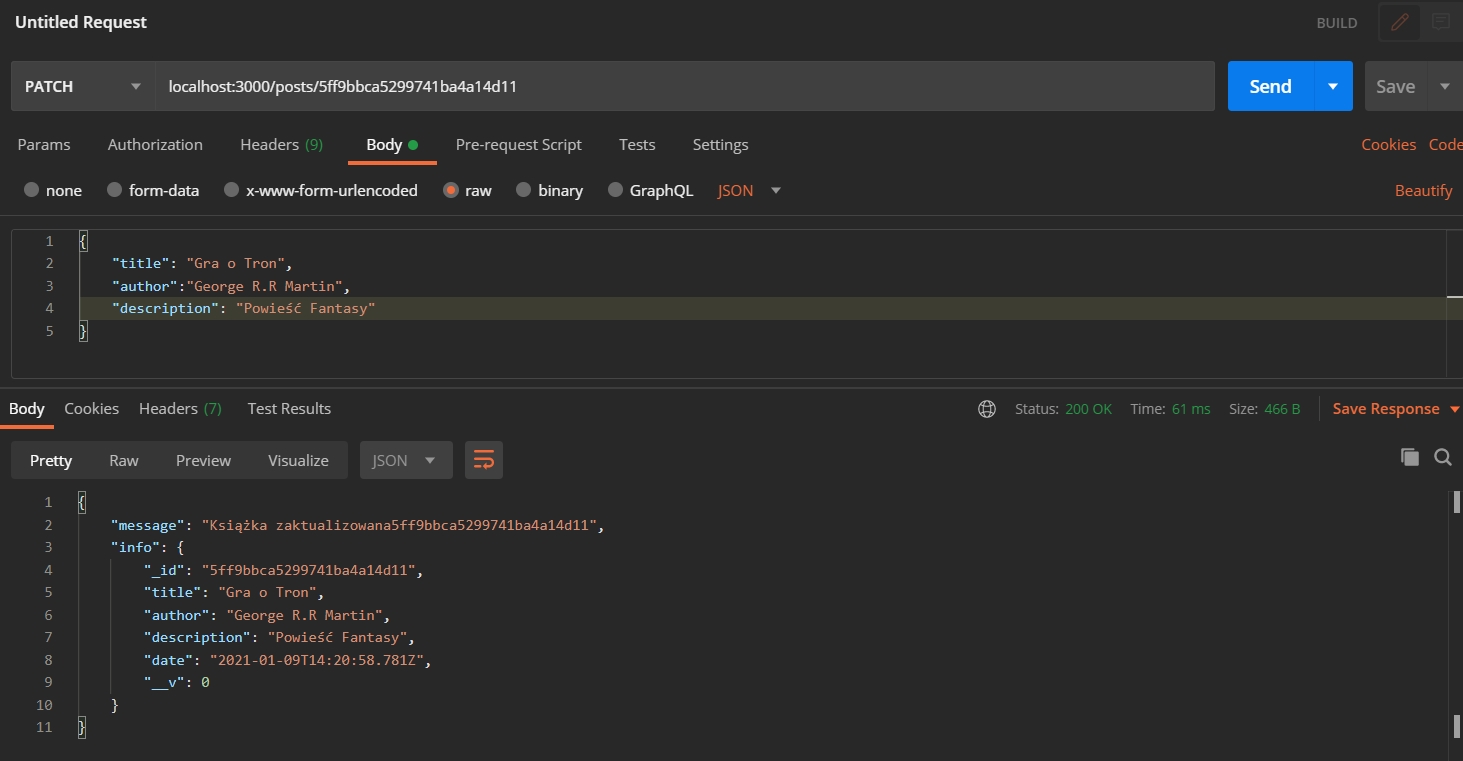 Untitled Request BUILD
PATCH localhost:3000/posts/5ff9bbca5299741ba4a14d11 Send Save
Params Authorization Headers (9) Body Pre-request Script Tests Settings Cookies Code
none form-data x-www-form-urlencoded raw binary GraphQL JSON Beautify
1 {
2 "title": "Gra o Tron",
3 "author":"George R.R Martin",
4 "description": "Powieść Fantasy"
5 }
Body Cookies Headers (7) Test Results Status: 200 OK Time: 61 ms Size: 466 B Save Response
Pretty Raw Preview Visualize JSON
1 {
2 "message": "Książka zaktualizowana5ff9bbca5299741ba4a14d11",
3 "info": {
4 "_id": "5ff9bbca5299741ba4a14d11",
5 "title": "Gra o Tron",
6 "author": "George R.R Martin",
7 "description": "Powieść Fantasy",
8 "date": "2021-01-09T14:20:58.781Z",
9 "__v": 0
10 }
11 }